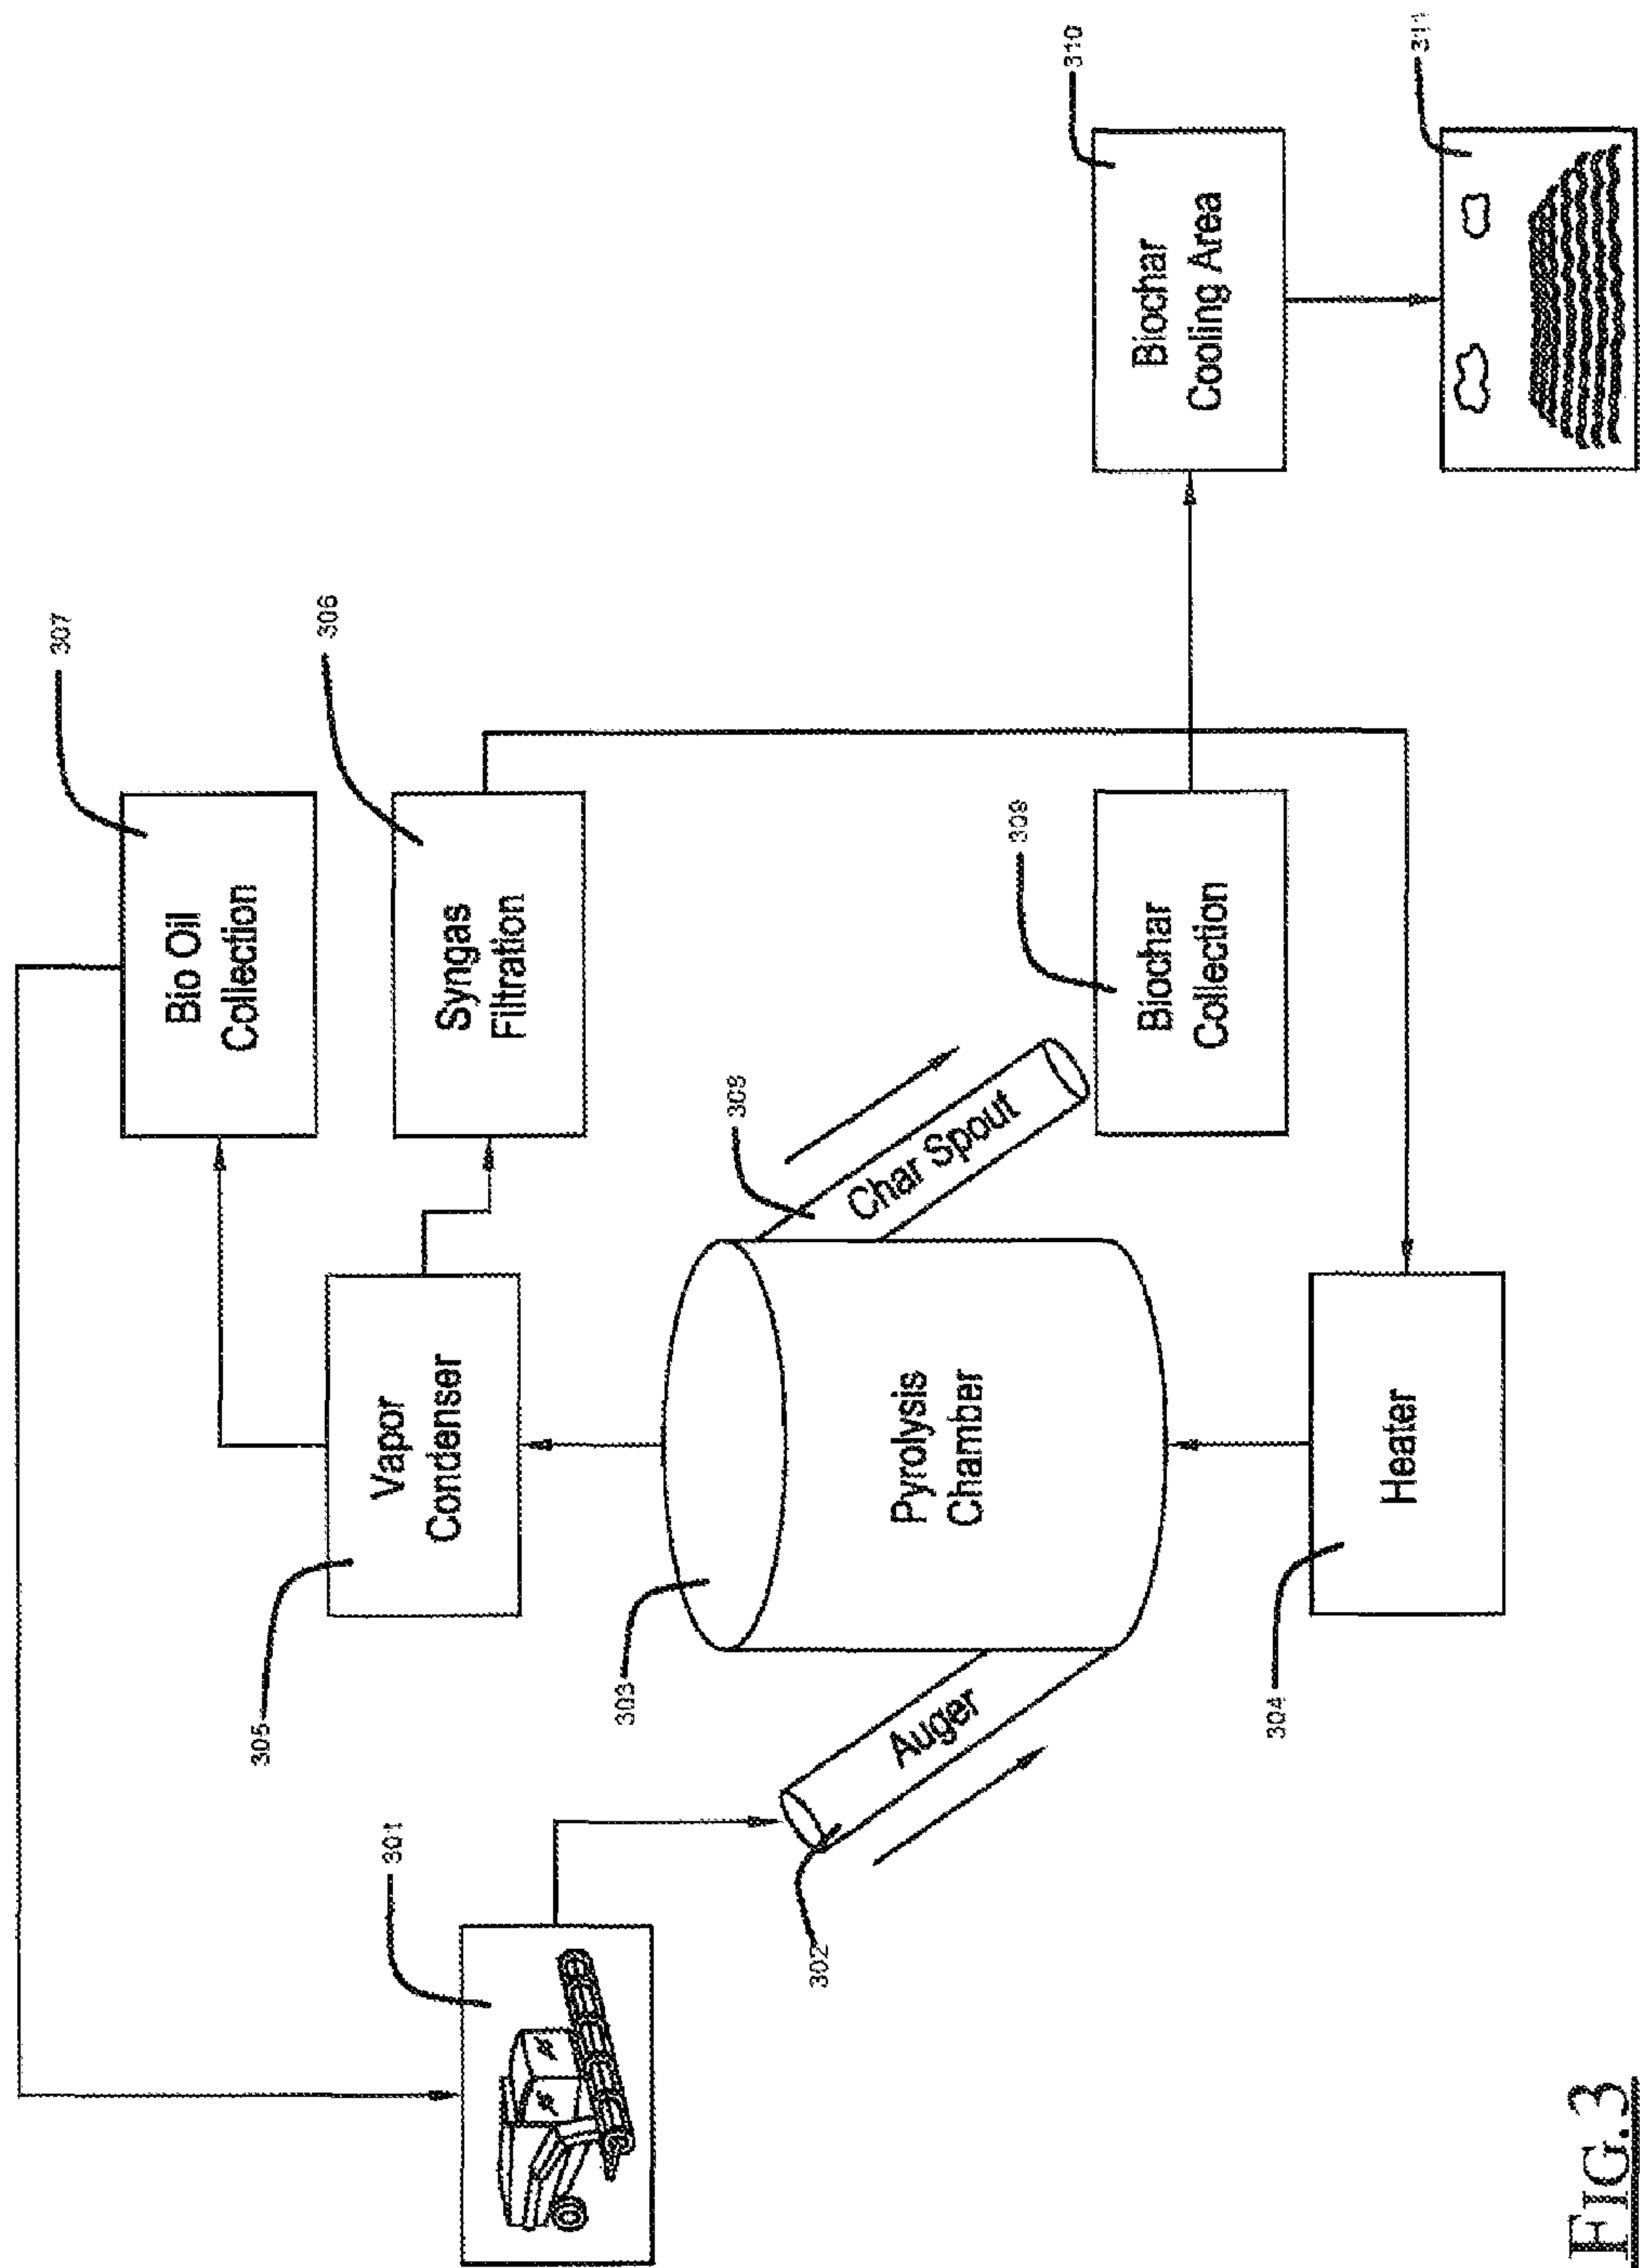 307
Bio Oil
Collection
306
Syngas
Filtration
305
Vapor
Condenser
301
310
Biochar
Cooling Area
303
Pyrolysis
Chamber
308
Char Spout
309
Biochar
Collection
302
Auger
311
304
Heater
FIG.3